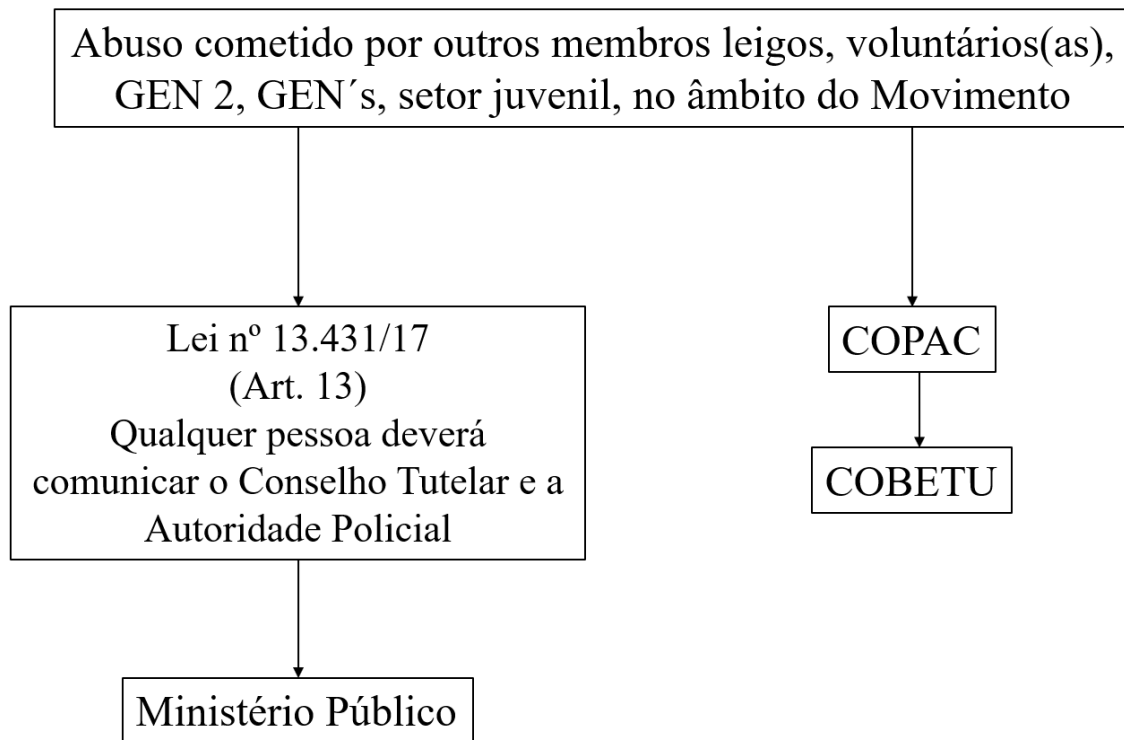 Abuso cometido por outros membros leigos, voluntários(as),
GEN 2, GEN´s, setor juvenil, no âmbito do Movimento
Lei nº 13.431/17
(Art. 13)
Qualquer pessoa deverá
comunicar o Conselho Tutelar e a
Autoridade Policial
Ministério Público
COPAC
COBETU